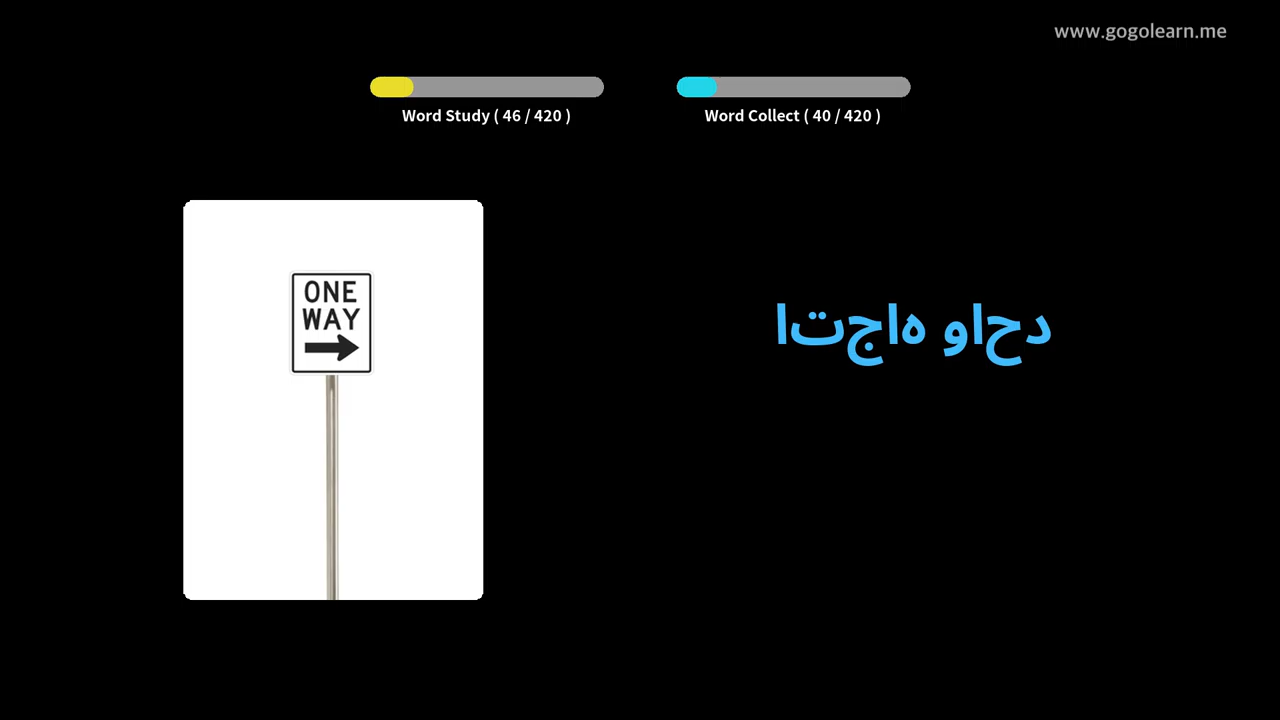 www.gogolearn.me
Word Study ( 46 / 420 )
Word Collect ( 40 / 420 )
ONE
WAY
دحاو هاجتا